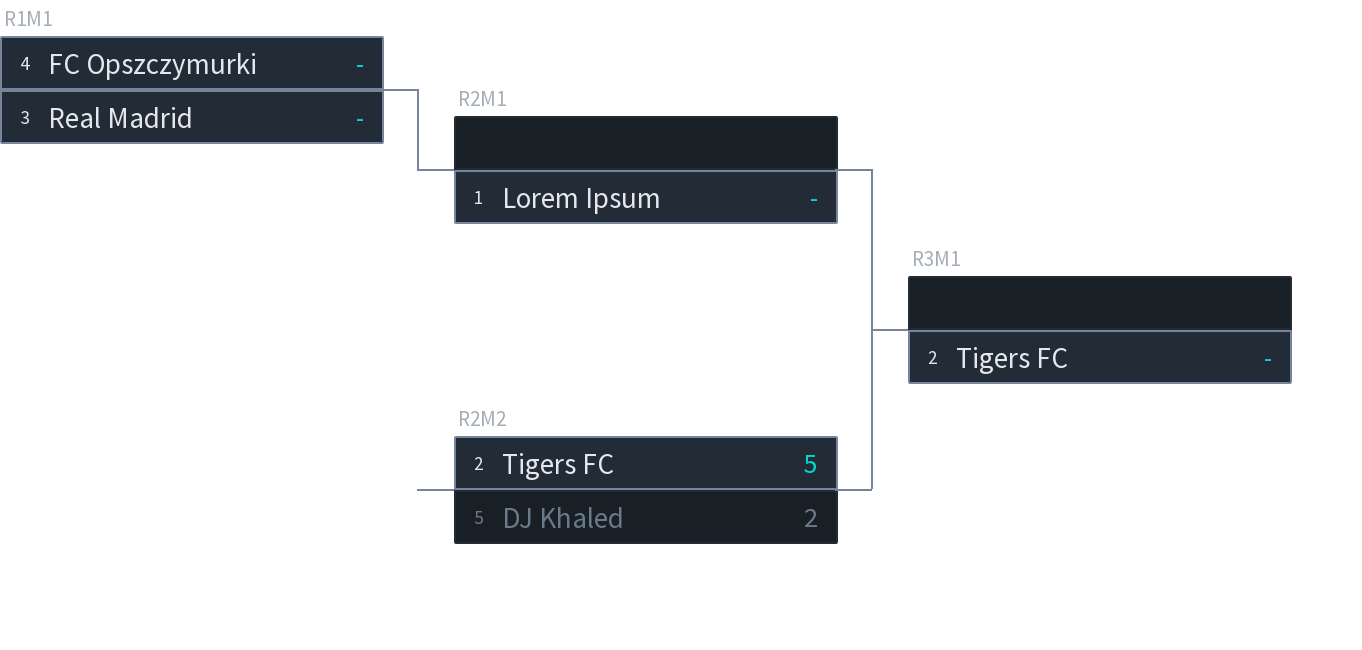 R1M1
4 FC Opszczymurki -
3 Real Madrid -
R2M1
1 Lorem Ipsum -
R3M1
2 Tigers FC -
R2M2
2 Tigers FC 5
5 DJ Khaled 2